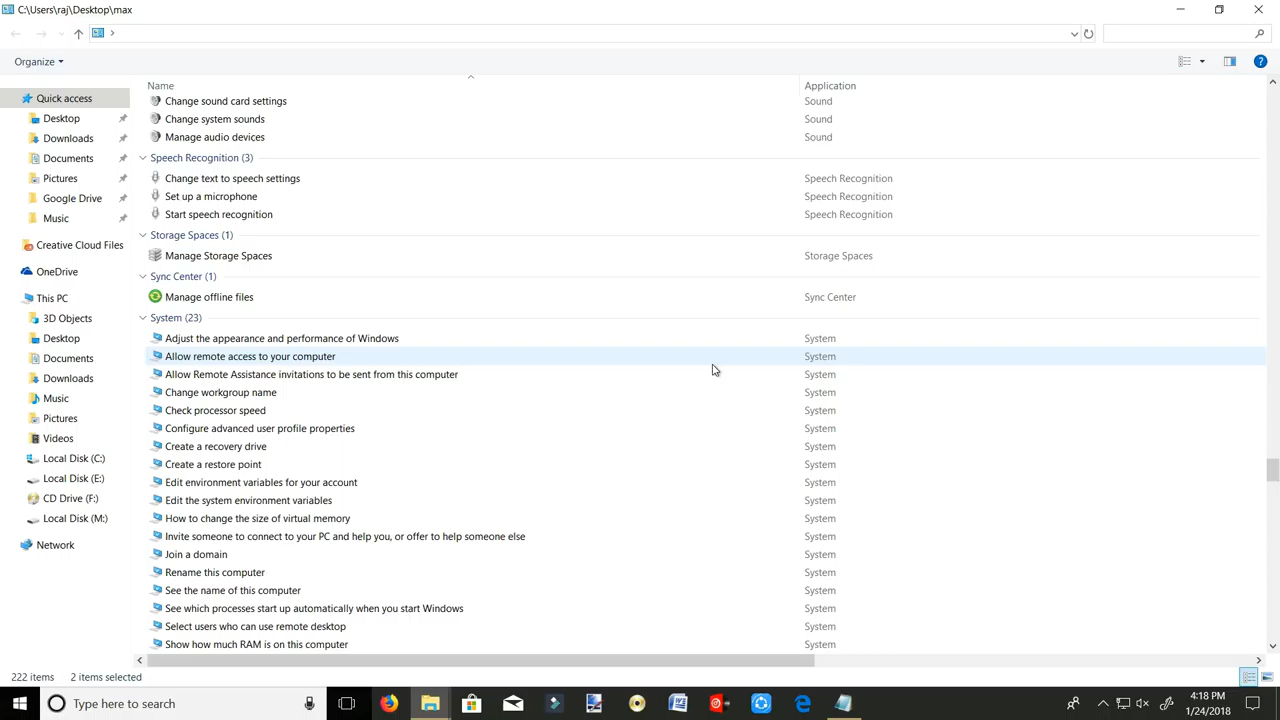 C:\Users\raj\Desktop\max
Organize
Name Application
Quick access
Desktop
Downloads
Documents
Pictures
Google Drive
Music
Creative Cloud Files
OneDrive
This PC
3D Objects
Desktop
Documents
Downloads
Music
Pictures
Videos
Local Disk (C:)
Local Disk (E:)
CD Drive (F:)
Local Disk (M:)
Network
Change sound card settings Sound
Change system sounds Sound
Manage audio devices Sound
Speech Recognition (3)
Change text to speech settings Speech Recognition
Set up a microphone Speech Recognition
Start speech recognition Speech Recognition
Storage Spaces (1)
Manage Storage Spaces Storage Spaces
Sync Center (1)
Manage offline files Sync Center
System (23)
Adjust the appearance and performance of Windows System
Allow remote access to your computer System
Allow Remote Assistance invitations to be sent from this computer System
Change workgroup name System
Check processor speed System
Configure advanced user profile properties System
Create a recovery drive System
Create a restore point System
Edit environment variables for your account System
Edit the system environment variables System
How to change the size of virtual memory System
Invite someone to connect to your PC and help you, or offer to help someone else System
Join a domain System
Rename this computer System
See the name of this computer System
See which processes start up automatically when you start Windows System
Select users who can use remote desktop System
Show how much RAM is on this computer System
222 items 2 items selected
Type here to search
4:18 PM
1/24/2018